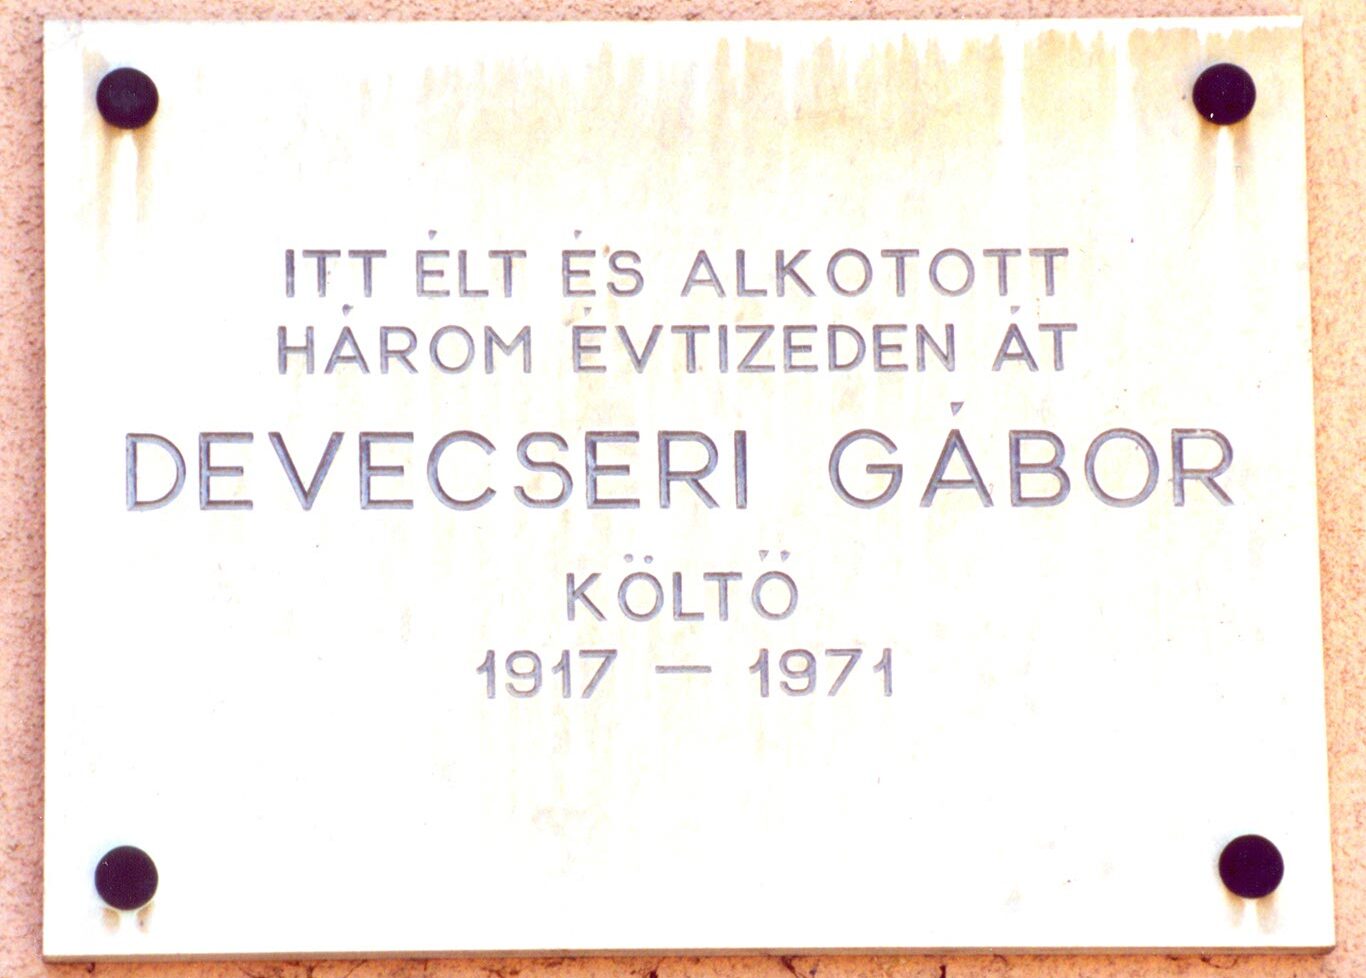 ITT ÉLT ÉS ALKOTOTT
HÁROM ÉVTIZEDEN ÁT
DEVECSERI GÁBOR
KÖLTŐ
1917 – 1971